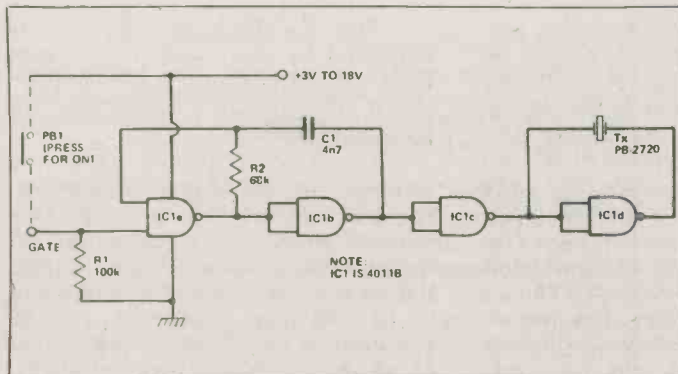 +3V TO 18V
PB1
(PRESS
FOR ON)
C1
4n7
Tx
PB-2720
R2
68k
IC1a
IC1b
IC1c
IC1d
GATE
R1
100k
NOTE:
IC1 IS 4011B